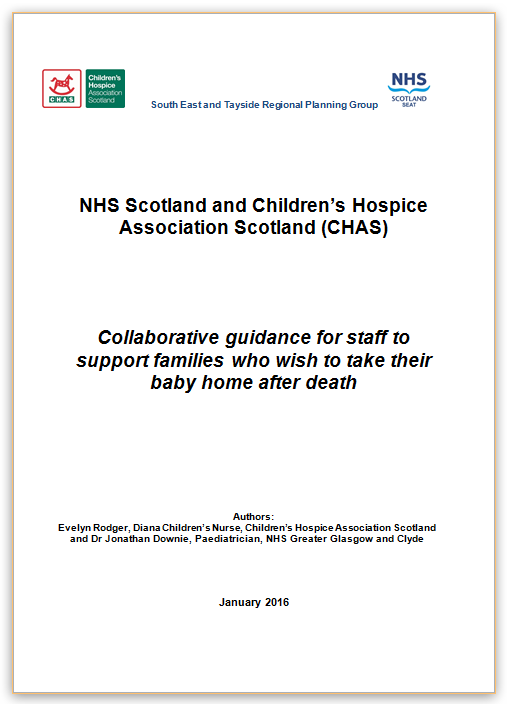 CHAS
Children's
Hospice
Association
Scotland
South East and Tayside Regional Planning Group
NHS
SCOTLAND
SEAT
NHS Scotland and Children's Hospice
Association Scotland (CHAS)
Collaborative guidance for staff to
support families who wish to take their
baby home after death
Authors:
Evelyn Rodger, Diana Children's Nurse, Children's Hospice Association Scotland
and Dr Jonathan Downie, Paediatrician, NHS Greater Glasgow and Clyde
January 2016